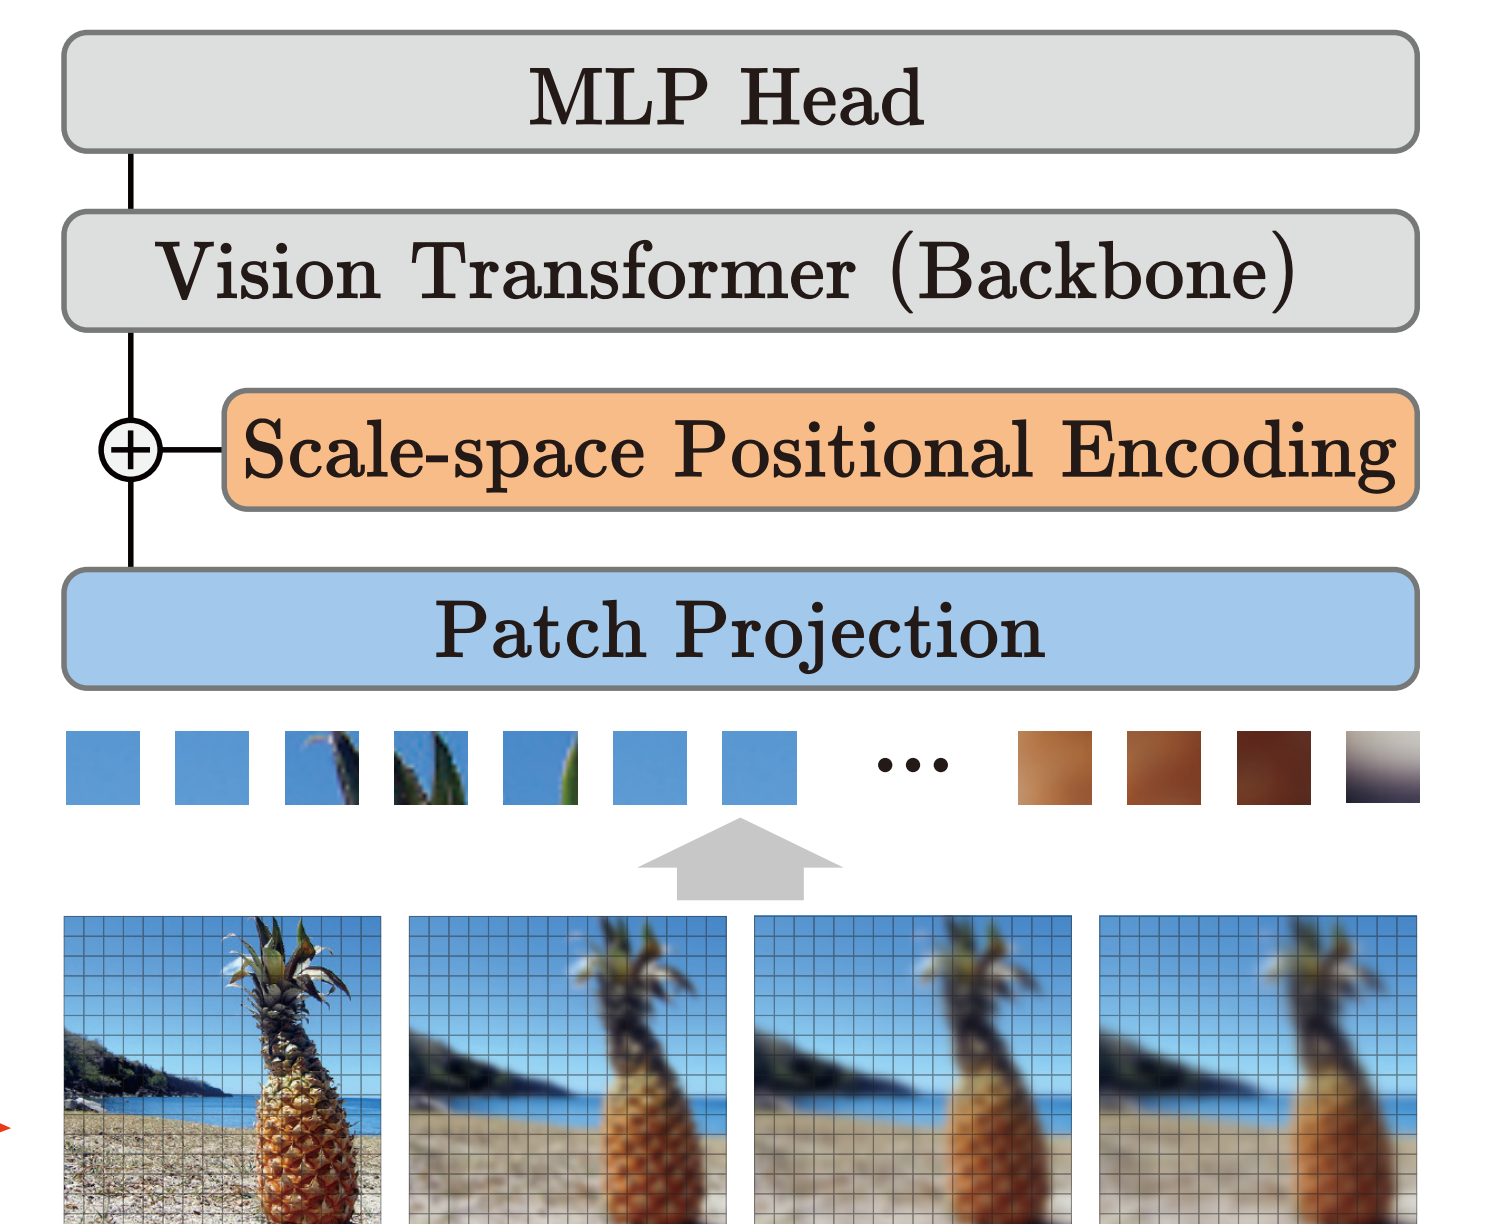 MLP Head
Vision Transformer (Backbone)
Scale-space Positional Encoding
Patch Projection